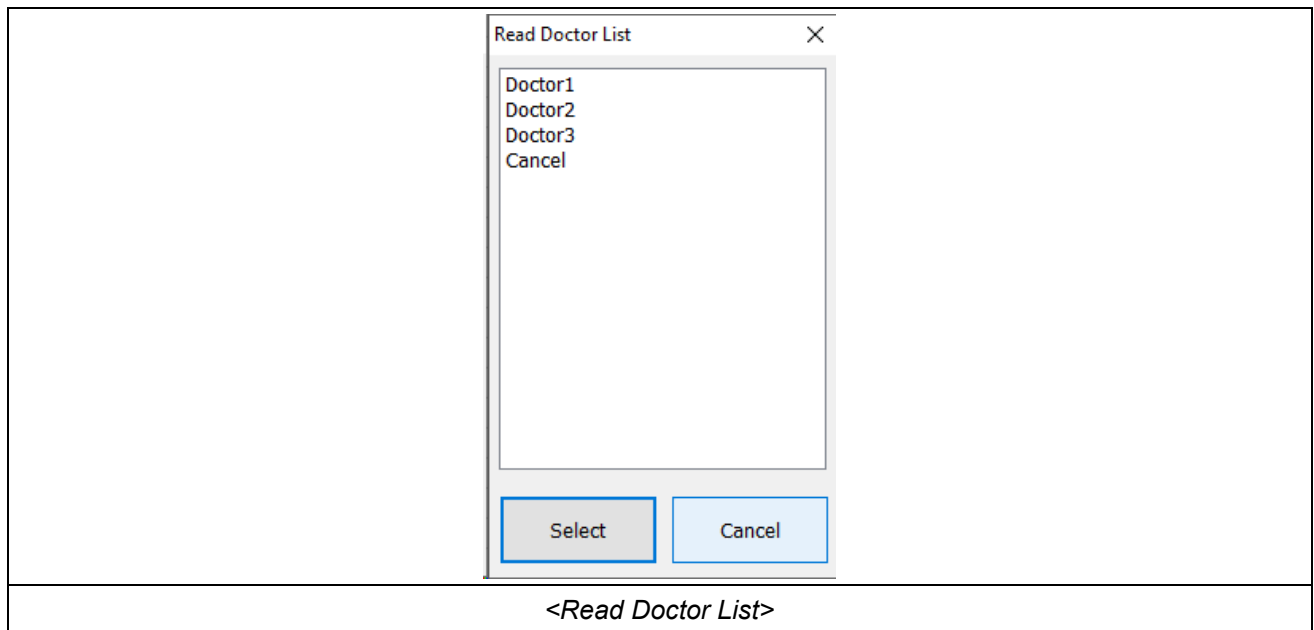 Read Doctor List
Doctor1
Doctor2
Doctor3
Cancel
Select Cancel
<Read Doctor List>